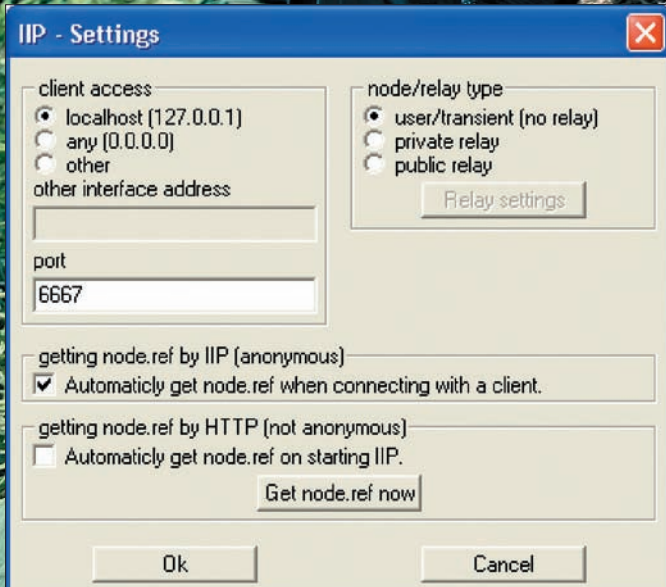 IIP - Settings
client access
localhost (127.0.0.1)
any (0.0.0.0)
other
other interface address
port
6667
node/relay type
user/transient (no relay)
private relay
public relay
Relay settings
getting node.ref by IIP (anonymous)
Automaticly get node.ref when connecting with a client.
getting node.ref by HTTP (not anonymous)
Automaticly get node.ref on starting IIP.
Get node.ref now
Ok
Cancel